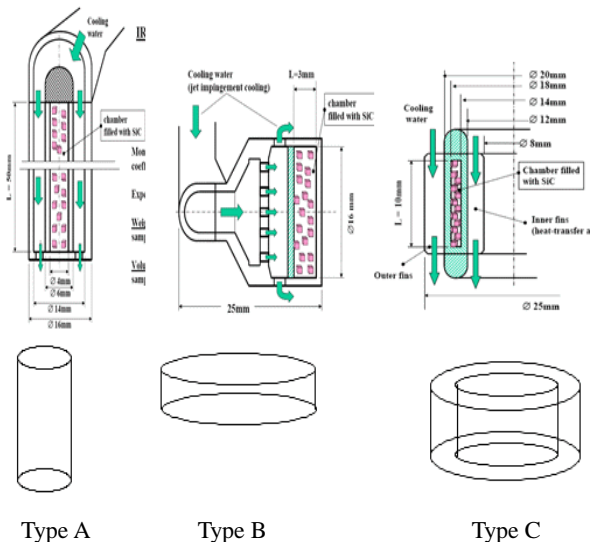 Cooling
water
IR
chamber
filled with SiC
L = 50mm
Mon
coeff
Expo
Weig
samp
Volu
samp
Ø 4mm
Ø 6mm
Ø 14mm
Ø 16mm
Cooling water
(jet impingement cooling)
L=3mm
chamber
filled with SiC
Ø 16 mm
25mm
Ø 20mm
Ø 18mm
Ø 14mm
Ø 12mm
Ø 8mm
Cooling
water
Chamber filled
with SiC
L = 10mm
Inner fins
(heat-transfer a
Outer fins
Ø 25mm
Type A
Type B
Type C